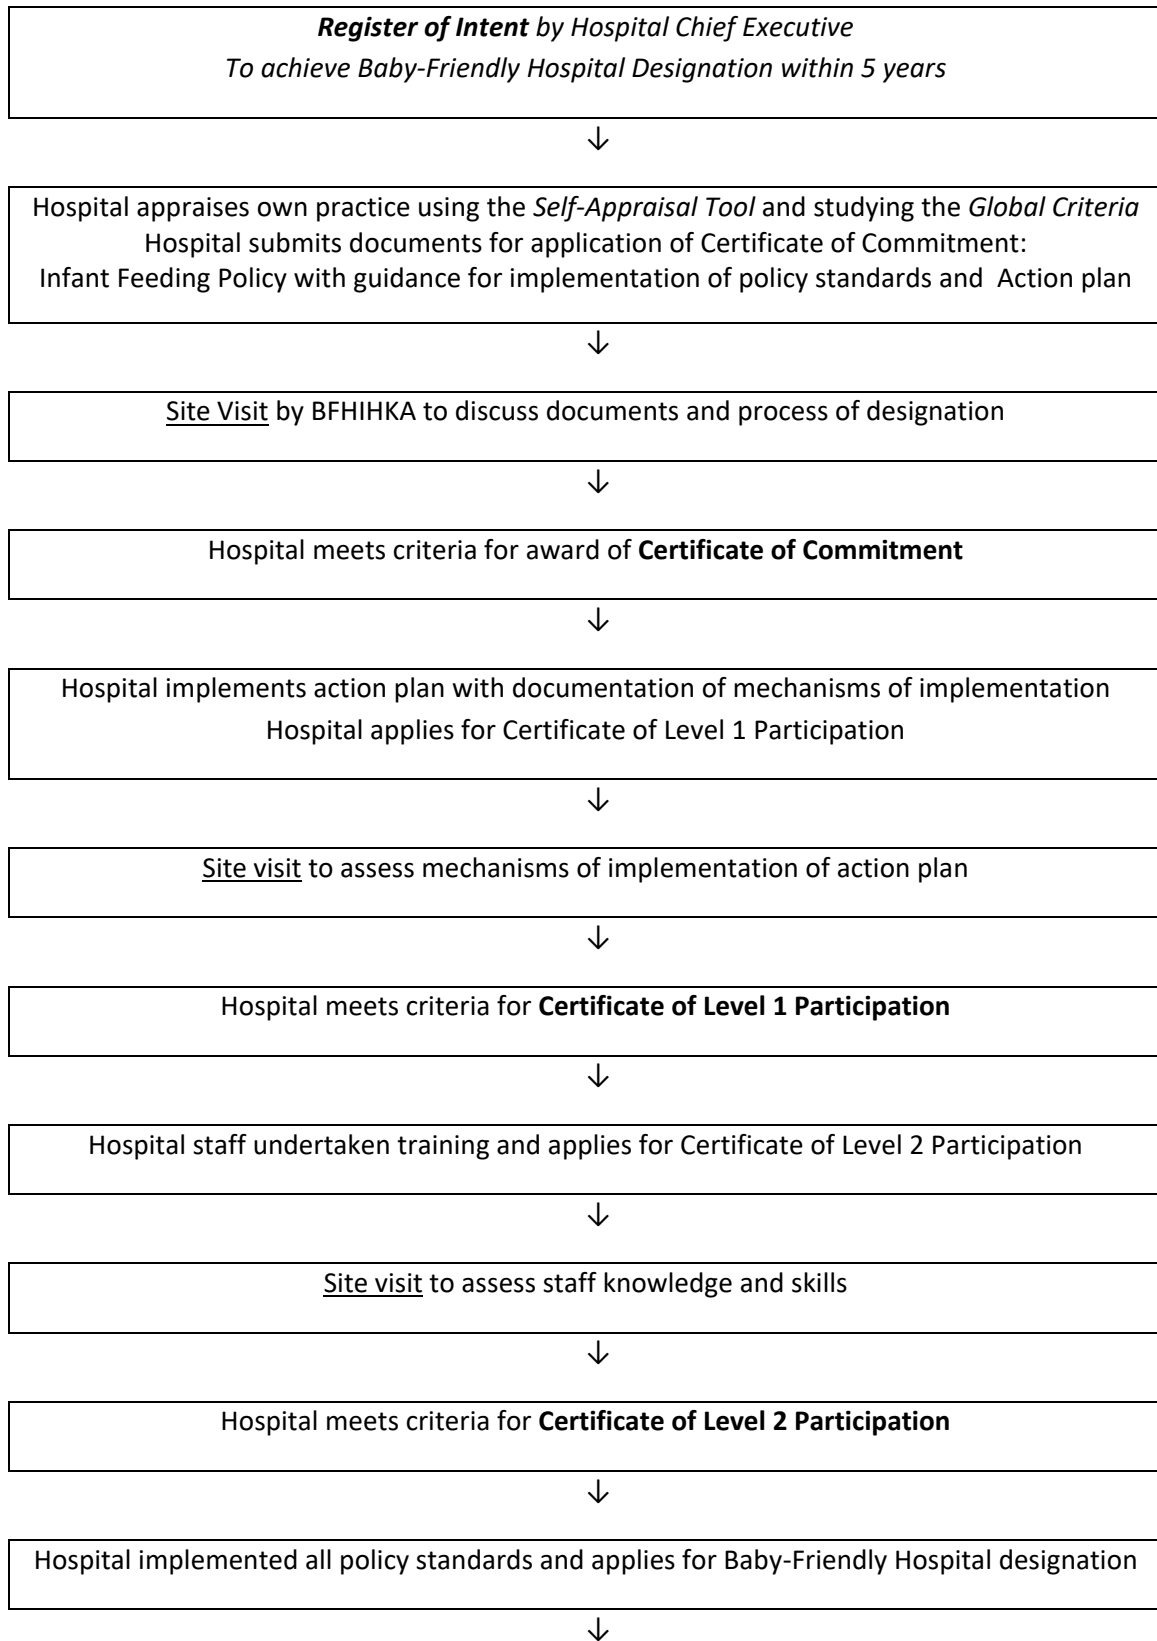 Register of Intent by Hospital Chief Executive
To achieve Baby-Friendly Hospital Designation within 5 years
↓
Hospital appraises own practice using the Self-Appraisal Tool and studying the Global Criteria
Hospital submits documents for application of Certificate of Commitment:
Infant Feeding Policy with guidance for implementation of policy standards and Action plan
↓
Site Visit by BFHIHKA to discuss documents and process of designation
↓
Hospital meets criteria for award of Certificate of Commitment
↓
Hospital implements action plan with documentation of mechanisms of implementation
Hospital applies for Certificate of Level 1 Participation
↓
Site visit to assess mechanisms of implementation of action plan
↓
Hospital meets criteria for Certificate of Level 1 Participation
↓
Hospital staff undertaken training and applies for Certificate of Level 2 Participation
↓
Site visit to assess staff knowledge and skills
↓
Hospital meets criteria for Certificate of Level 2 Participation
↓
Hospital implemented all policy standards and applies for Baby-Friendly Hospital designation
↓